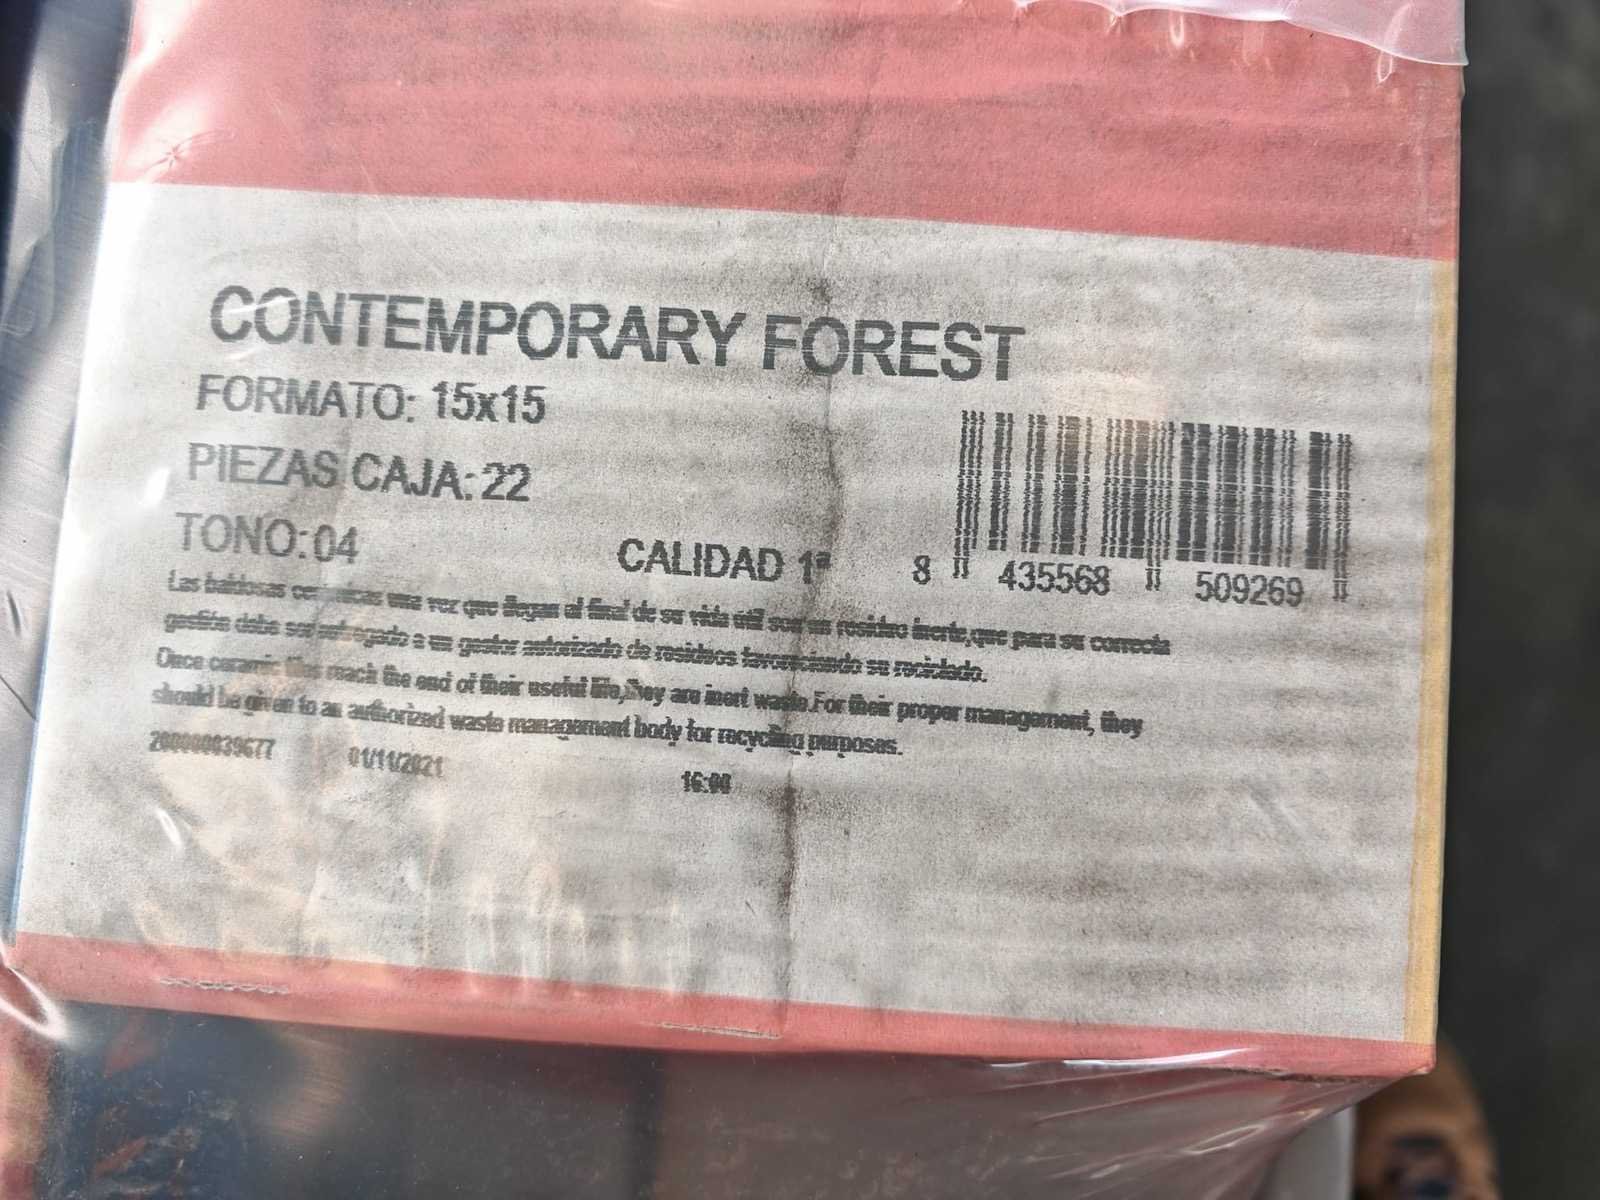 CONTEMPORARY FOREST
FORMATO: 15x15
PIEZAS CAJA: 22
TONO: 04
CALIDAD 1ª
8 435568 509269
Las baldosas cerámicas una vez que llegan al final de su vida útil son un residuo inerte,que para su correcta
gestión debe ser entregado a un gestor autorizado de residuos favoreciendo su reciclado.
Once ceramic tiles reach the end of their useful life,they are inert waste.For their proper management, they
should be given to an authorized waste management body for recycling purposes.
200000039677 01/11/2021 16:00